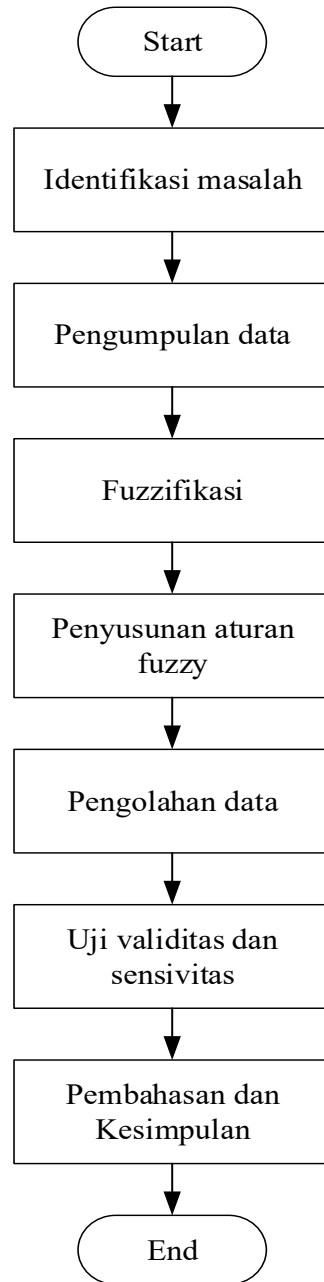 Start
Identifikasi masalah
Pengumpulan data
Fuzzifikasi
Penyusunan aturan
fuzzy
Pengolahan data
Uji validitas dan
sensivitas
Pembahasan dan
Kesimpulan
End